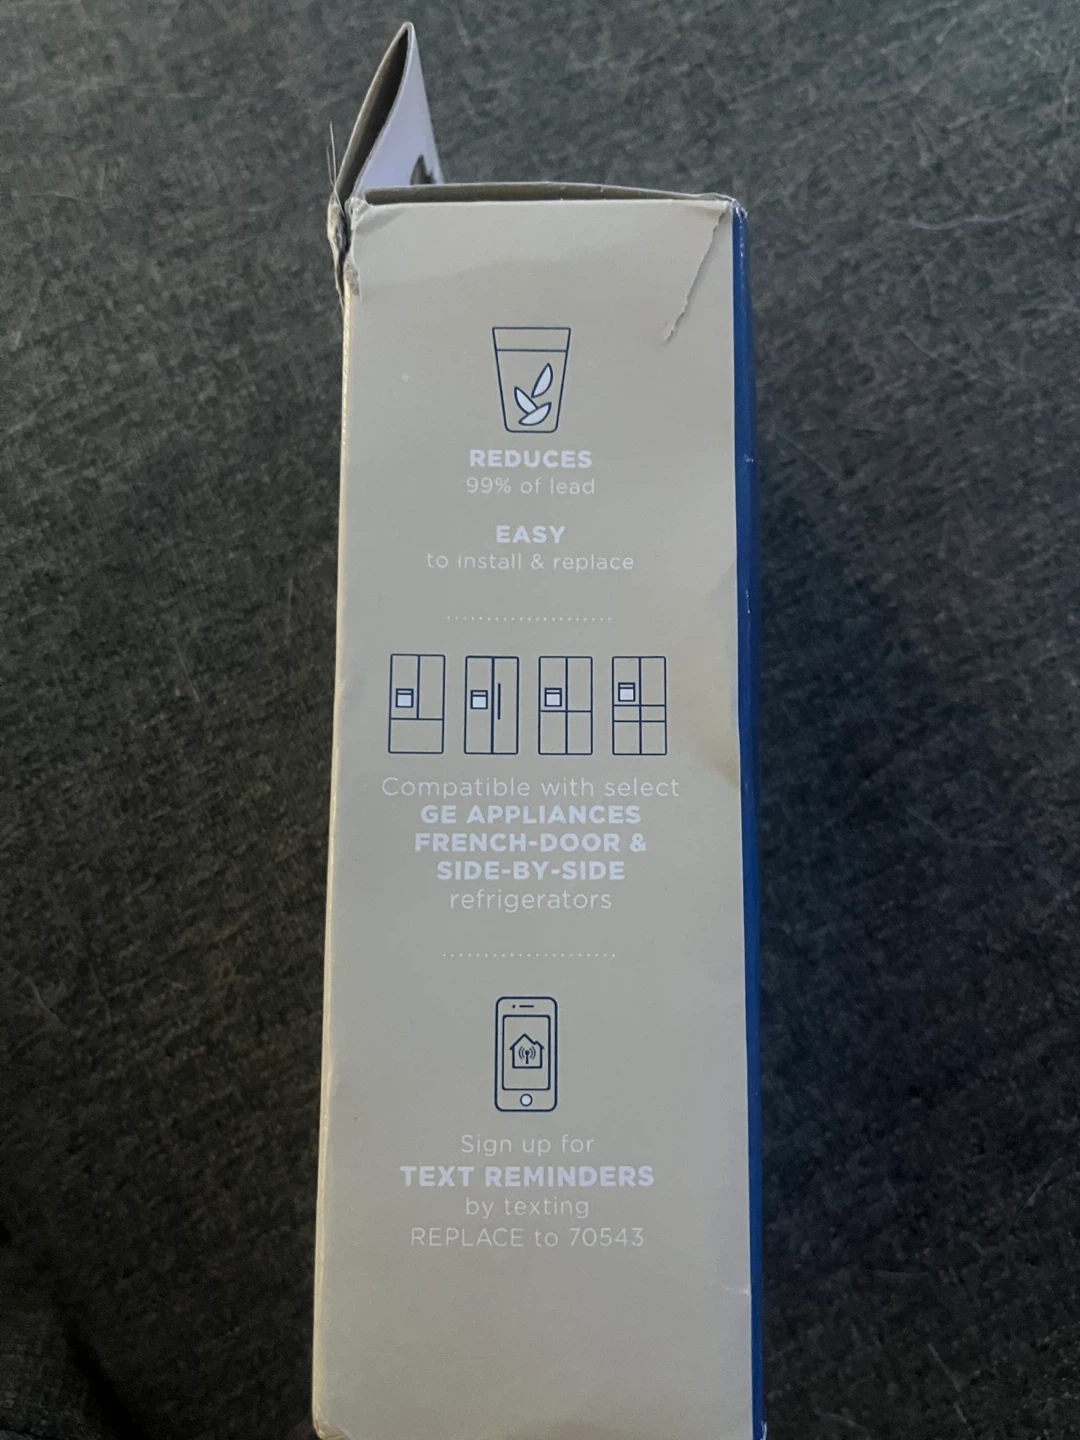 REDUCES
99% of lead
EASY
to install & replace
Compatible with select
GE APPLIANCES
FRENCH-DOOR &
SIDE-BY-SIDE
refrigerators
Sign up for
TEXT REMINDERS
by texting
REPLACE to 70543